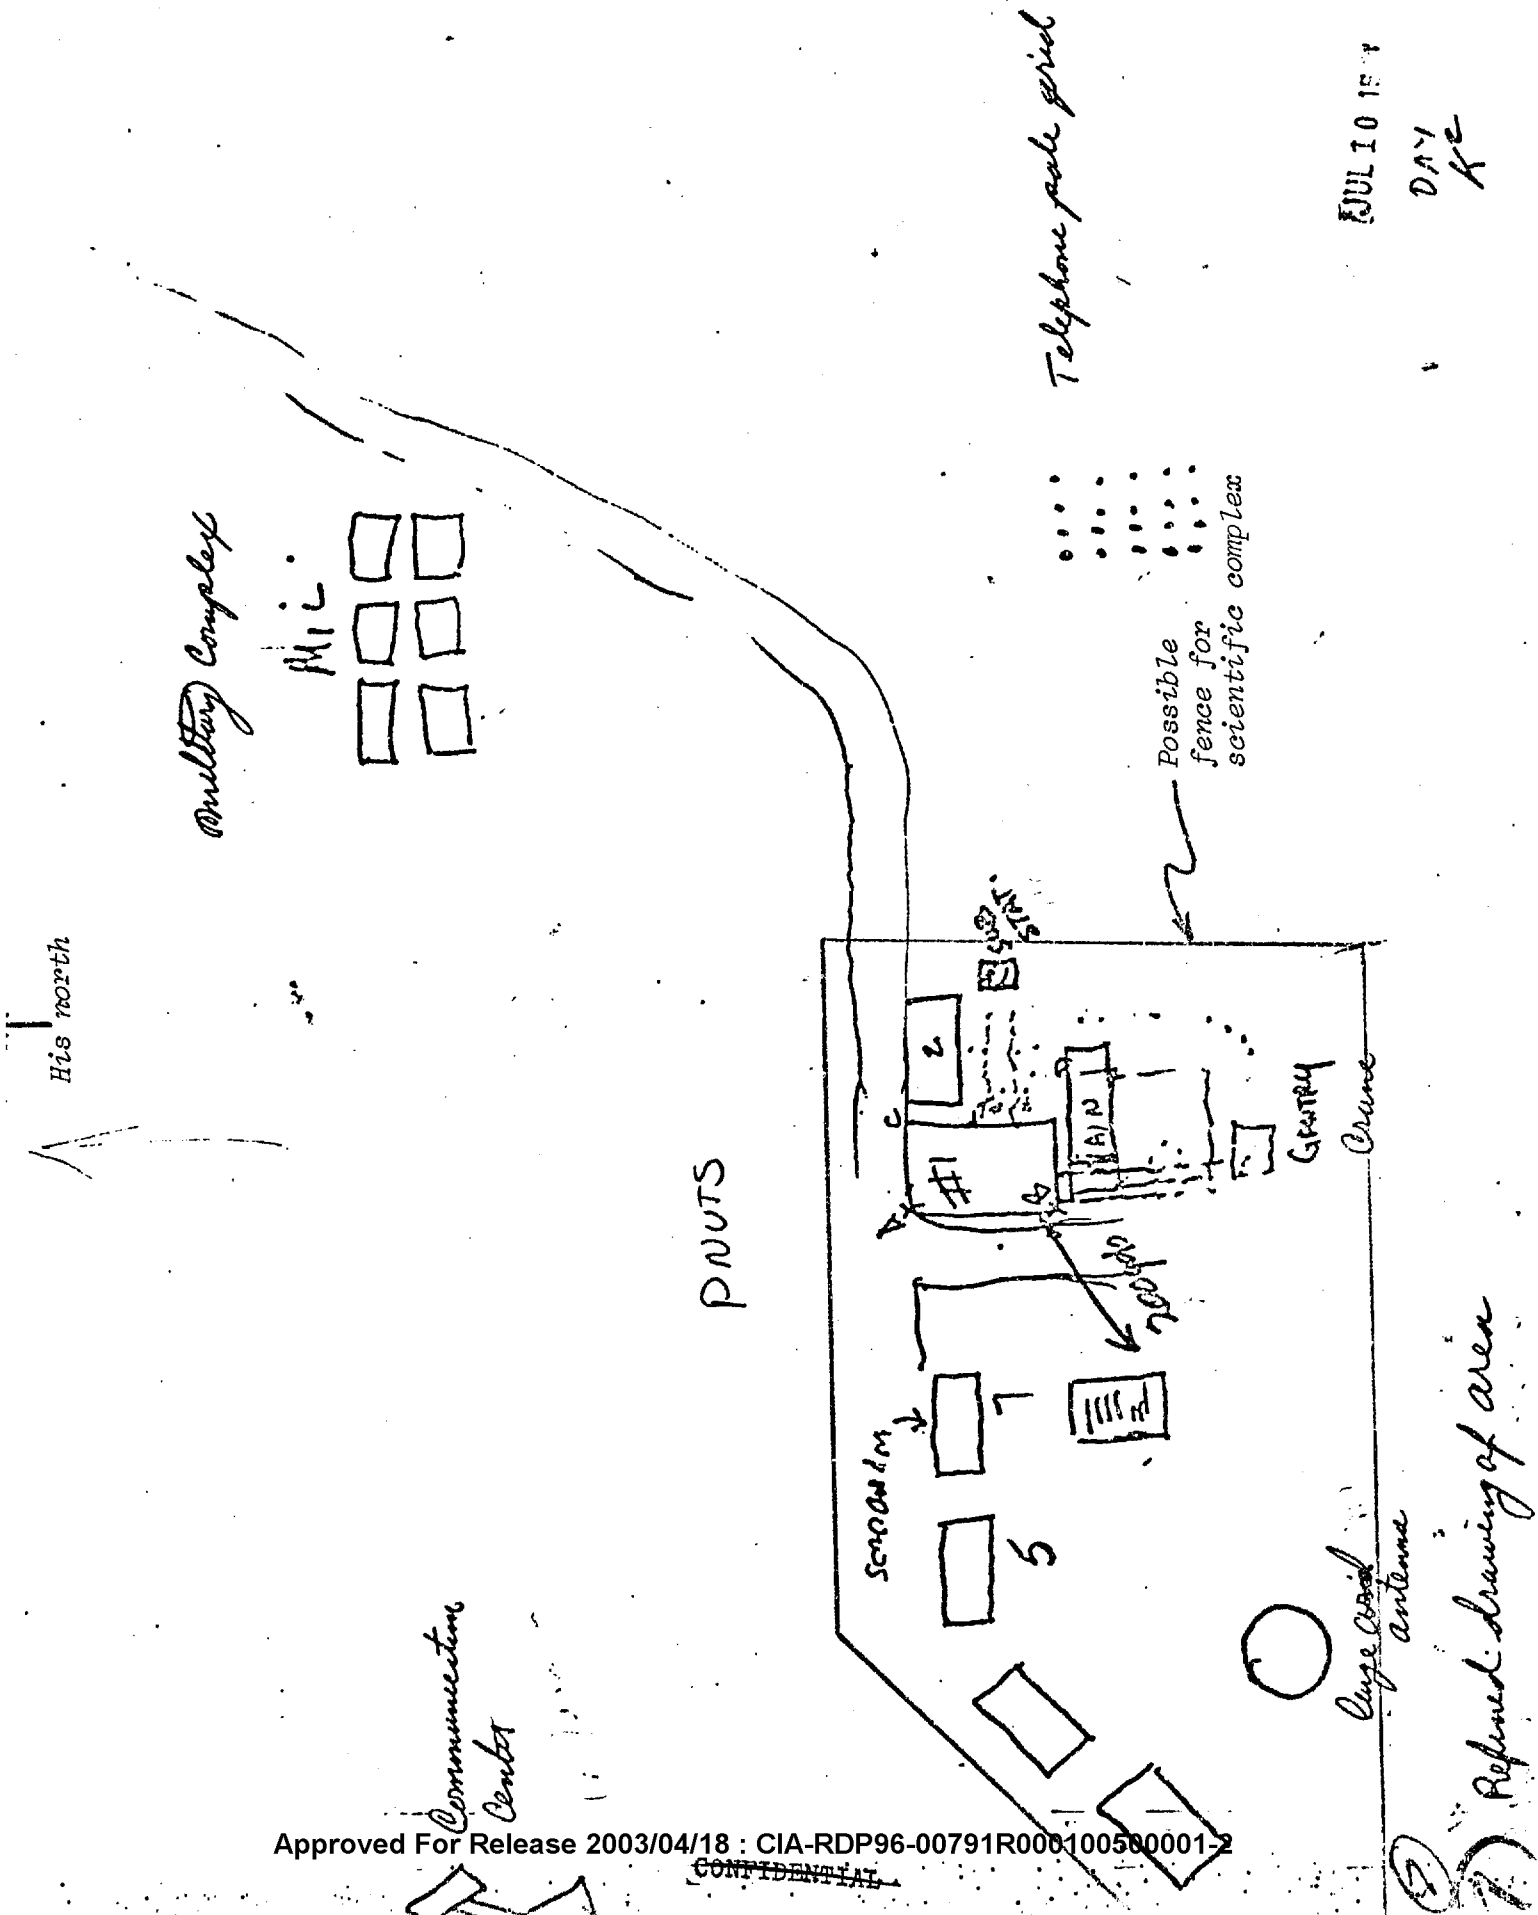 His north
Military Complex
MIL.
Communication
Center
PNUTS
2
C
#1
A
B
SUB
STAT.
Possible
fence for
scientific complex
Telephone pole grid
7
5
GANTRY
Crane
antenna
Refined drawing of area
JUL 10
DAY
Approved For Release 2003/04/18 : CIA-RDP96-00791R000100500001-2
CONFIDENTIAL